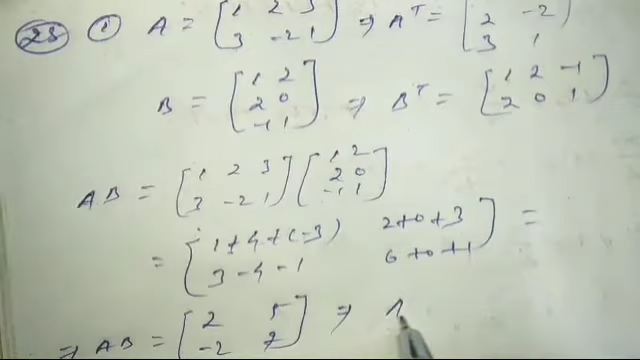 28 (1) A = [1 2 3; 3 -2 1] ⇒ A^T = [2 -2; 3 1]
B = [1 2; 2 0; -1 1] ⇒ B^T = [1 2 -1; 2 0 1]
AB = [1 2 3; 3 -2 1] [1 2; 2 0; -1 1]
= [1+4+(-3) 2+0+3; 3-4-1 6+0+1] =
⇒ AB = [2 5; -2 7] ⇒